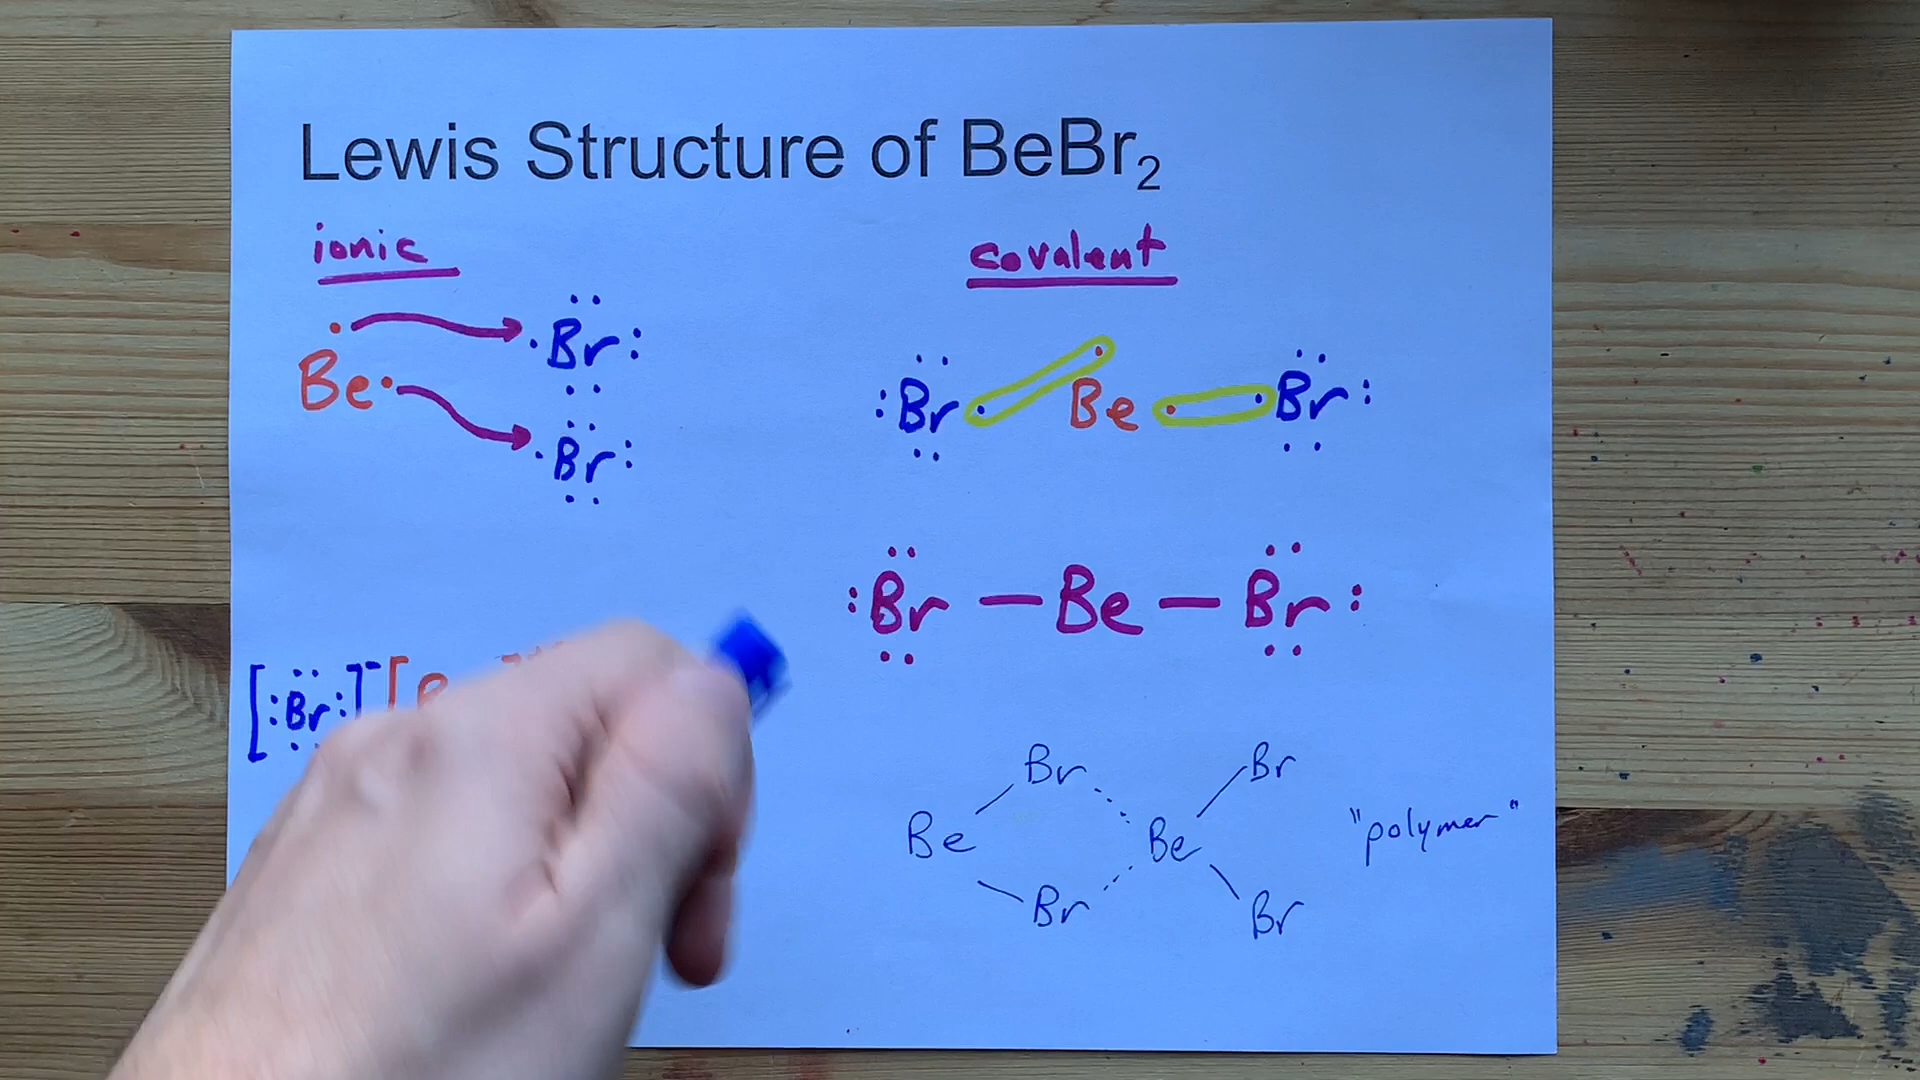 Lewis Structure of BeBr₂
ionic
Be Br
Br
[:Br:]⁻ [
covalent
Br Be Br
Br — Be — Br
Br Br
Be Be "polymer"
Br Br